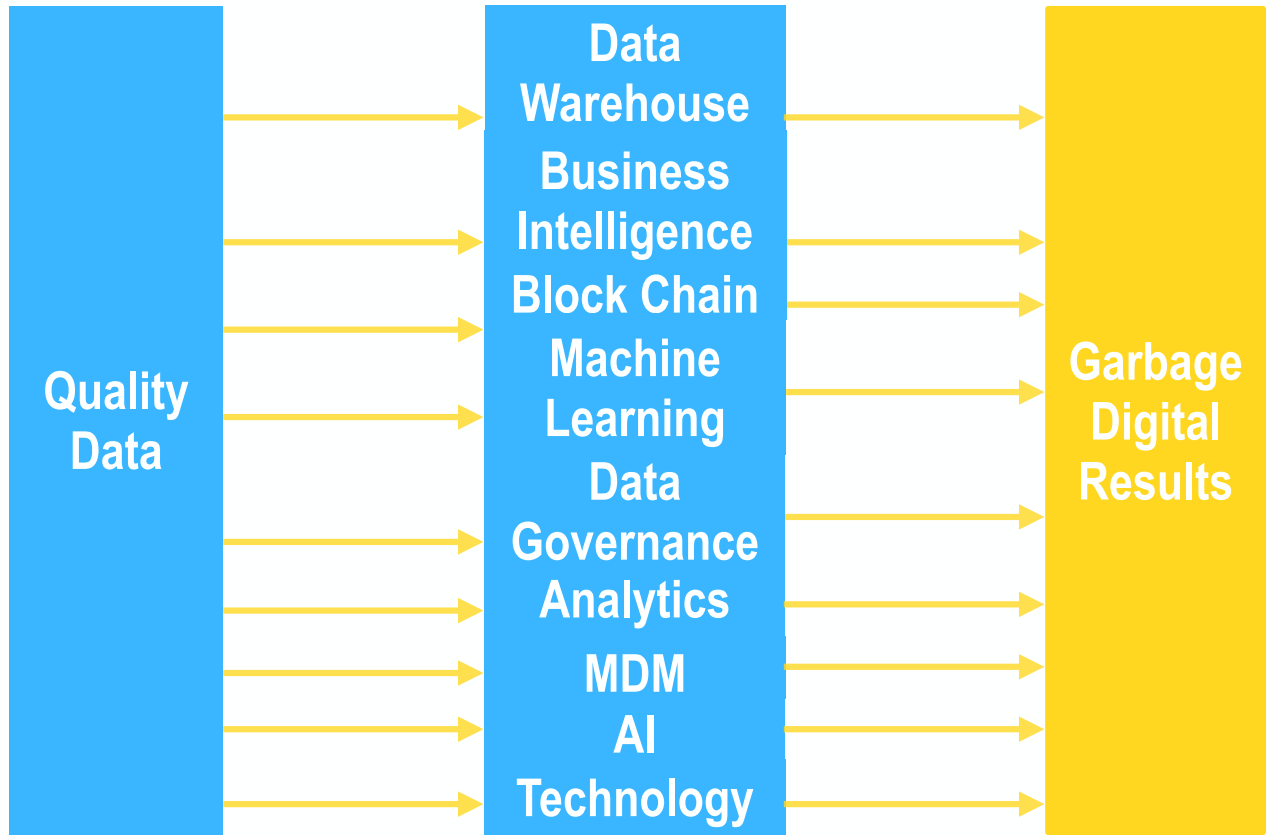 Quality
Data
Data
Warehouse
Business
Intelligence
Block Chain
Machine
Learning
Data
Governance
Analytics
MDM
AI
Technology
Garbage
Digital
Results